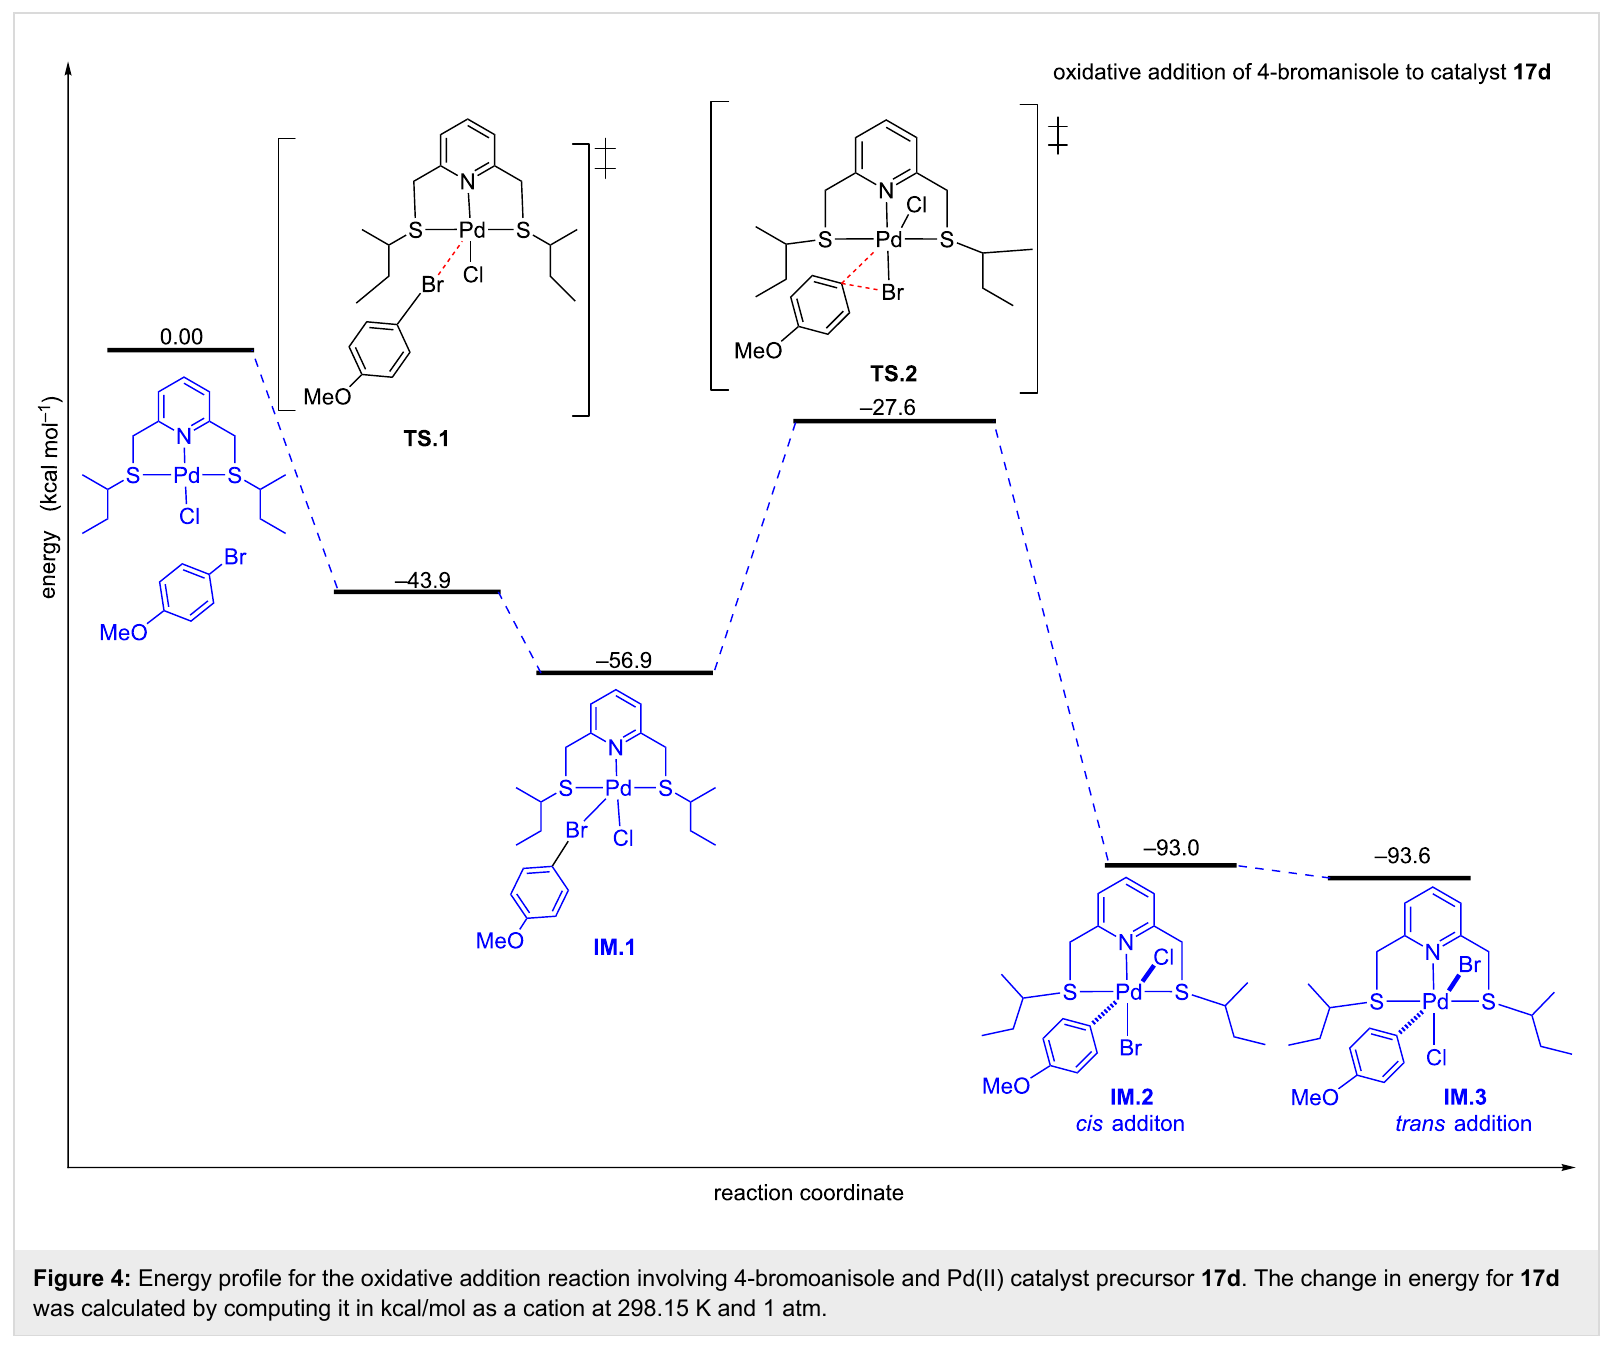 oxidative addition of 4-bromanisole to catalyst 17d
energy (kcal mol⁻¹)
N
S
Pd
S
Cl
Br
MeO
TS.1
‡
N
Cl
S
Pd
S
Br
MeO
TS.2
‡
0.00
N
S
Pd
S
Cl
Br
MeO
–43.9
–56.9
N
S
Pd
S
Br
Cl
MeO
IM.1
–27.6
–93.0
N
Cl
S
Pd
S
Br
MeO
IM.2
cis additon
–93.6
N
Br
S
Pd
S
Cl
MeO
IM.3
trans addition
reaction coordinate
Figure 4: Energy profile for the oxidative addition reaction involving 4-bromoanisole and Pd(II) catalyst precursor 17d. The change in energy for 17d
was calculated by computing it in kcal/mol as a cation at 298.15 K and 1 atm.